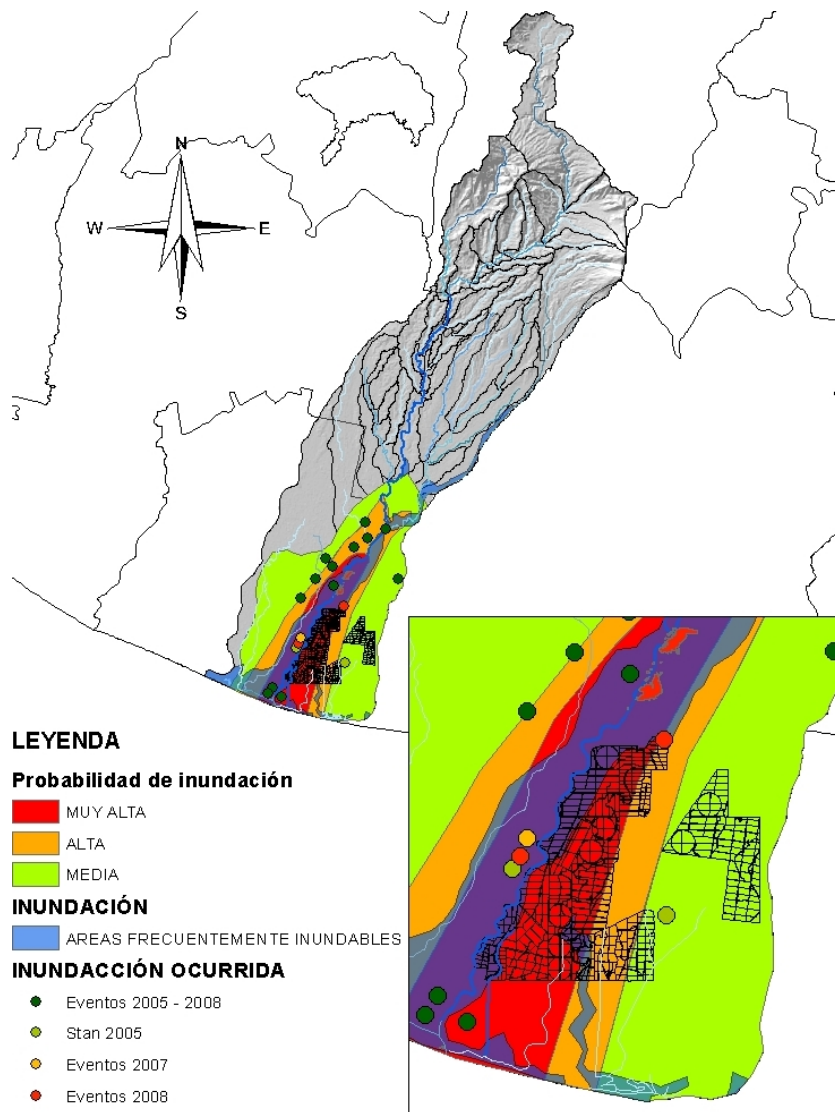 N
W E
S
LEYENDA
Probabilidad de inundación
MUY ALTA
ALTA
MEDIA
INUNDACIÓN
AREAS FRECUENTEMENTE INUNDABLES
INUNDACCIÓN OCURRIDA
Eventos 2005 - 2008
Stan 2005
Eventos 2007
Eventos 2008